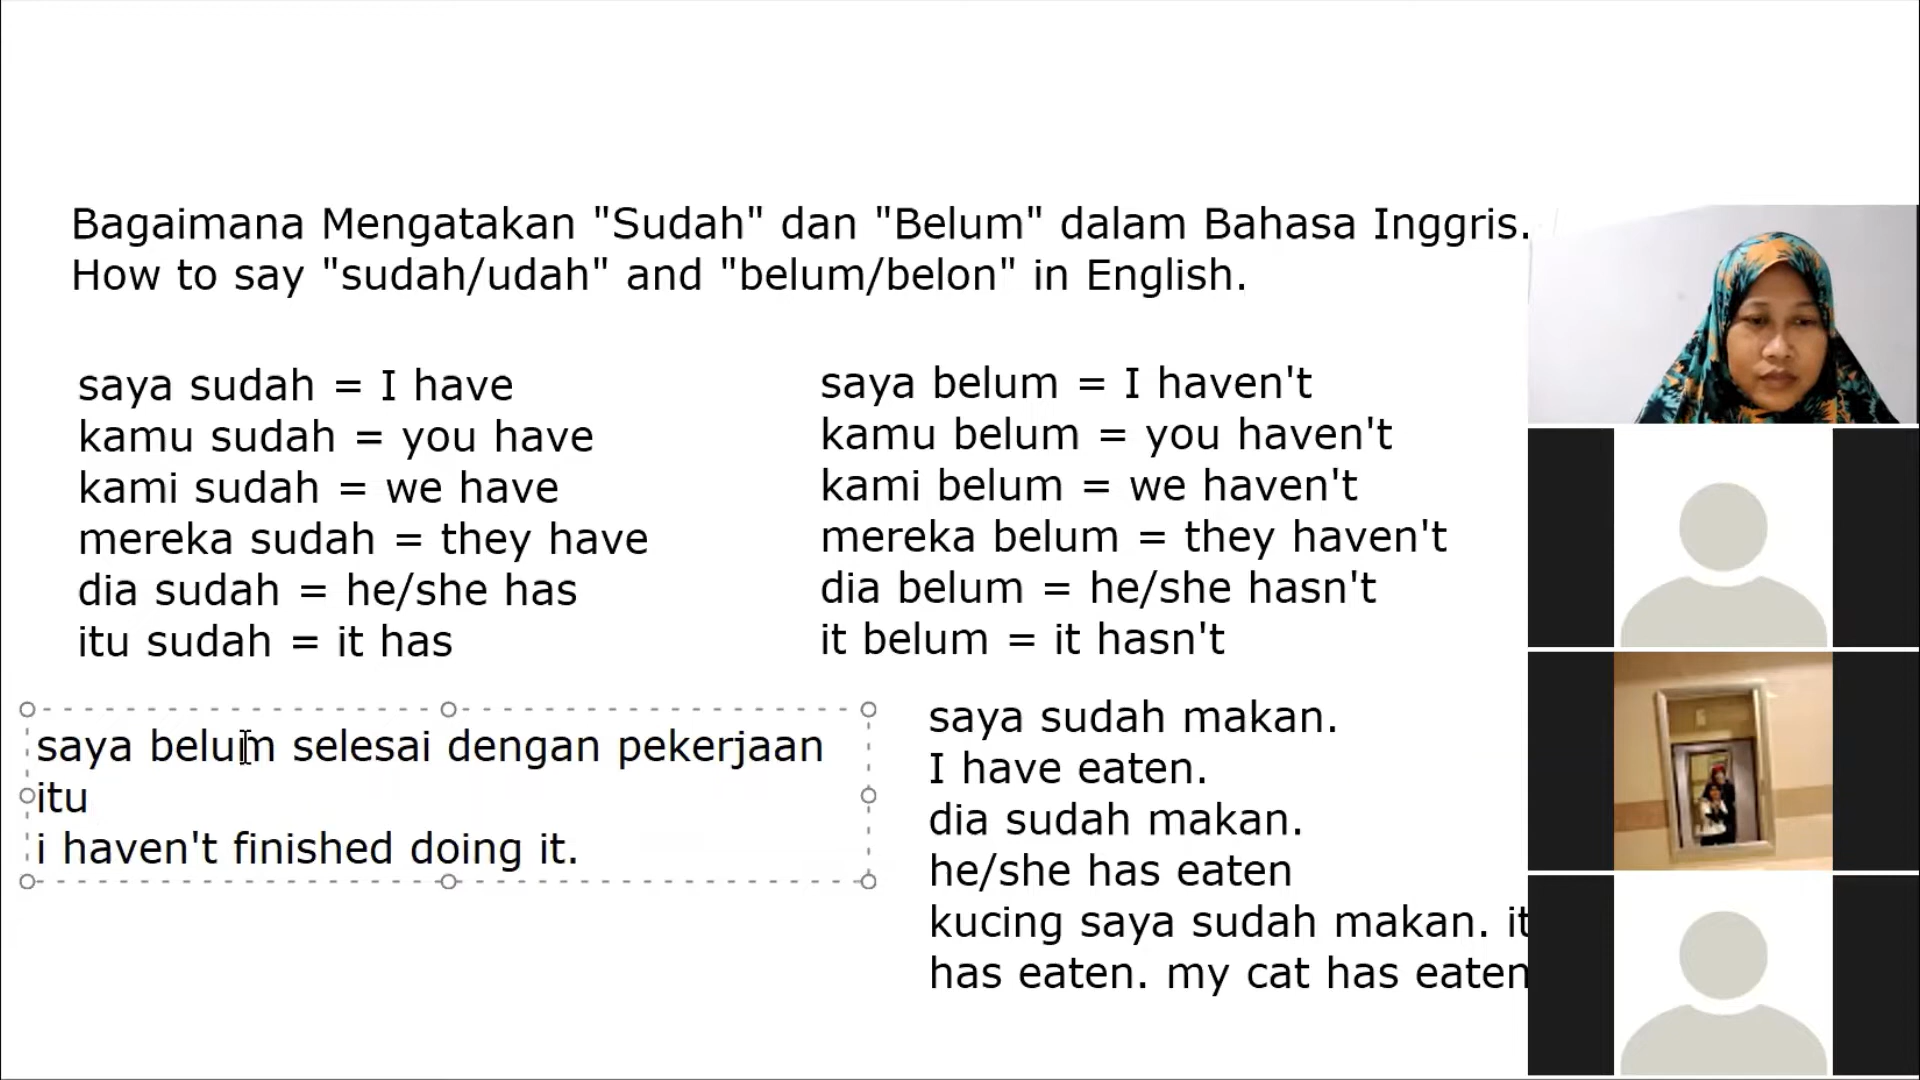 Bagaimana Mengatakan "Sudah" dan "Belum" dalam Bahasa Inggris.
How to say "sudah/udah" and "belum/belon" in English.
saya sudah = I have
kamu sudah = you have
kami sudah = we have
mereka sudah = they have
dia sudah = he/she has
itu sudah = it has
saya belum = I haven't
kamu belum = you haven't
kami belum = we haven't
mereka belum = they haven't
dia belum = he/she hasn't
it belum = it hasn't
saya belum selesai dengan pekerjaan
itu
i haven't finished doing it.
saya sudah makan.
I have eaten.
dia sudah makan.
he/she has eaten
kucing saya sudah makan. it
has eaten. my cat has eaten